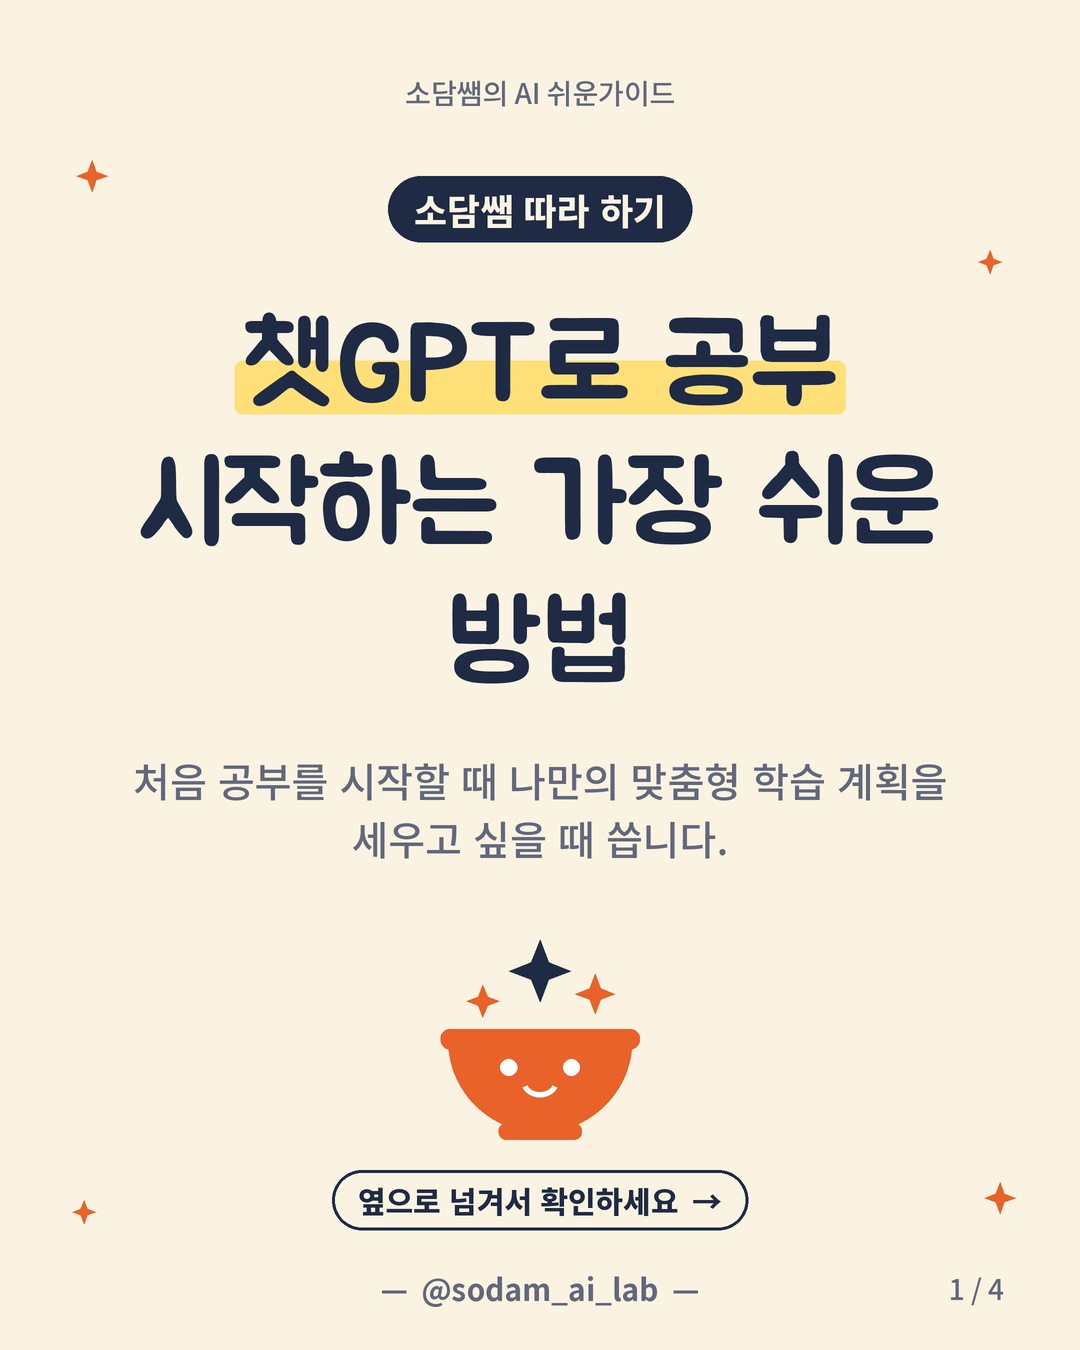 소담쌤의 AI 쉬운가이드
소담쌤 따라 하기
챗GPT로 공부
시작하는 가장 쉬운
방법
처음 공부를 시작할 때 나만의 맞춤형 학습 계획을
세우고 싶을 때 씁니다.
옆으로 넘겨서 확인하세요 →
— @sodam_ai_lab —
1 / 4